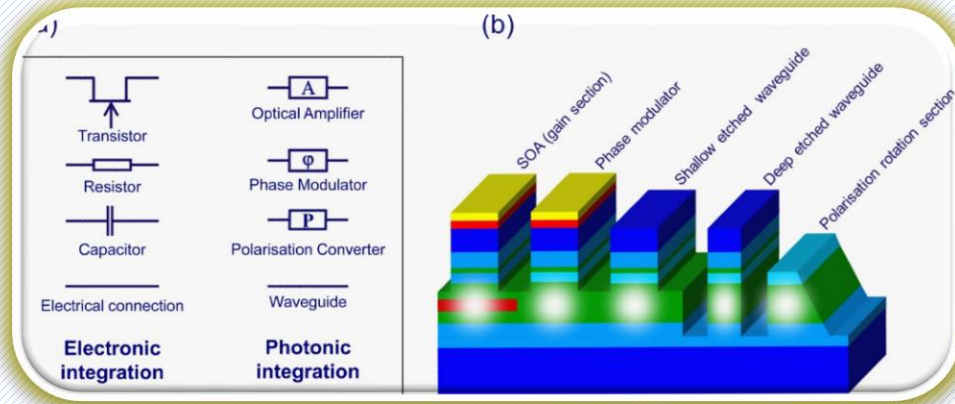 (b)
Transistor
Resistor
Capacitor
Electrical connection
Electronic
integration
A
Optical Amplifier
φ
Phase Modulator
P
Polarisation Converter
Waveguide
Photonic
integration
SOA (gain section)
Phase modulator
Shallow etched waveguide
Deep etched waveguide
Polarisation rotation section